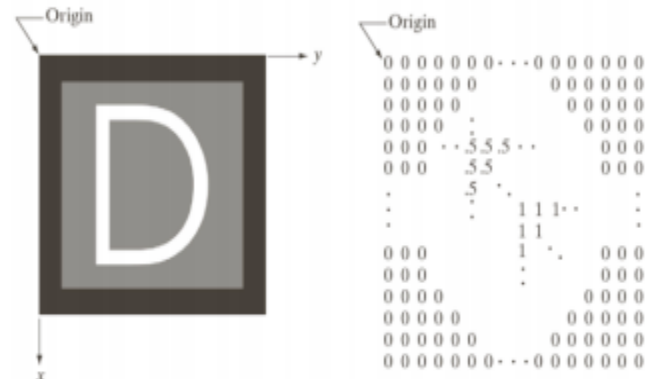 Origin
y
D
x
Origin
0 0 0 0 0 0 0 · · · 0 0 0 0 0 0 0
0 0 0 0 0 0 0 0 0 0 0 0
0 0 0 0 0 0 0 0 0 0
0 0 0 0 0 0 0 0
0 0 0 · · .5 .5 .5 · · 0 0 0
0 0 0 .5 .5 0 0 0
.5
1 1 1 · ·
1 1
0 0 0 1 0 0 0
0 0 0 0 0 0
0 0 0 0 0 0 0 0
0 0 0 0 0 0 0 0 0 0
0 0 0 0 0 0 0 0 0 0 0 0
0 0 0 0 0 0 0 · · · 0 0 0 0 0 0 0